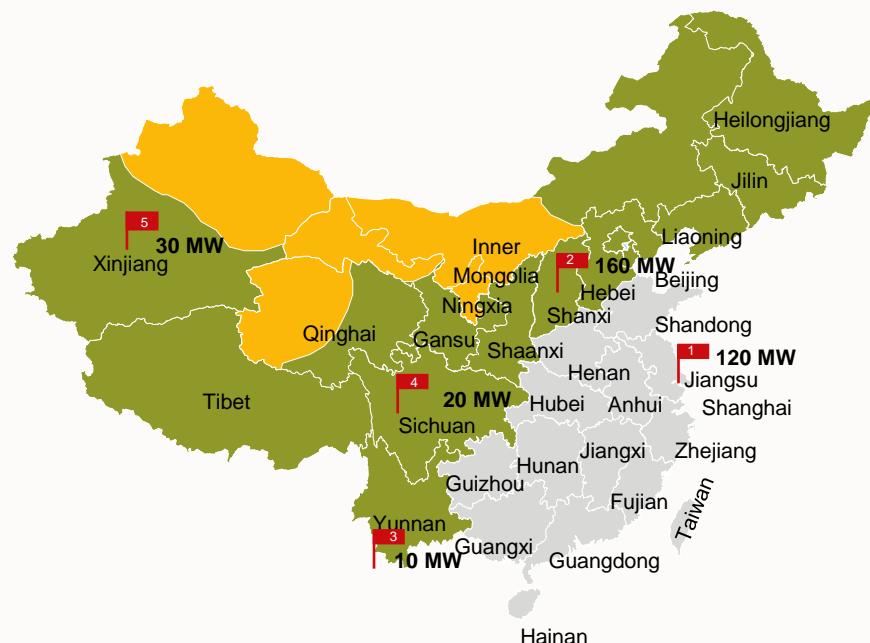 Heilongjiang
Jilin
5
30 MW
Xinjiang
Inner
Mongolia
Liaoning
2
160 MW
Beijing
Hebei
Ningxia
Shanxi
Qinghai
Gansu
Shandong
Shaanxi
1
120 MW
Henan
Jiangsu
4
20 MW
Tibet
Hubei
Anhui
Shanghai
Sichuan
Jiangxi
Zhejiang
Hunan
Guizhou
Fujian
Taiwan
Yunnan
3
10 MW
Guangxi
Guangdong
Hainan